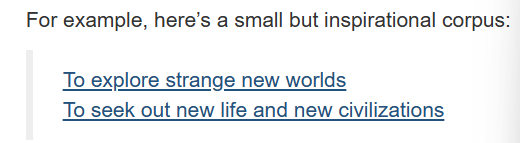 For example, here’s a small but inspirational corpus:
To explore strange new worlds
To seek out new life and new civilizations